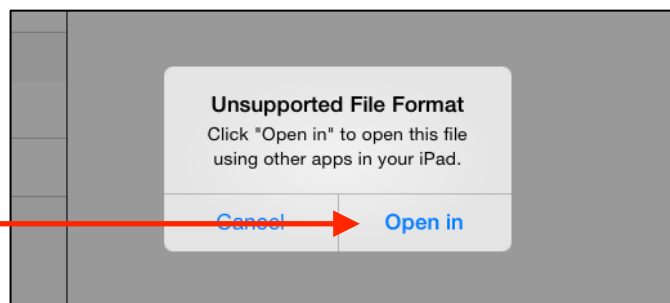 Unsupported File Format
Click "Open in" to open this file
using other apps in your iPad.
Cancel
Open in